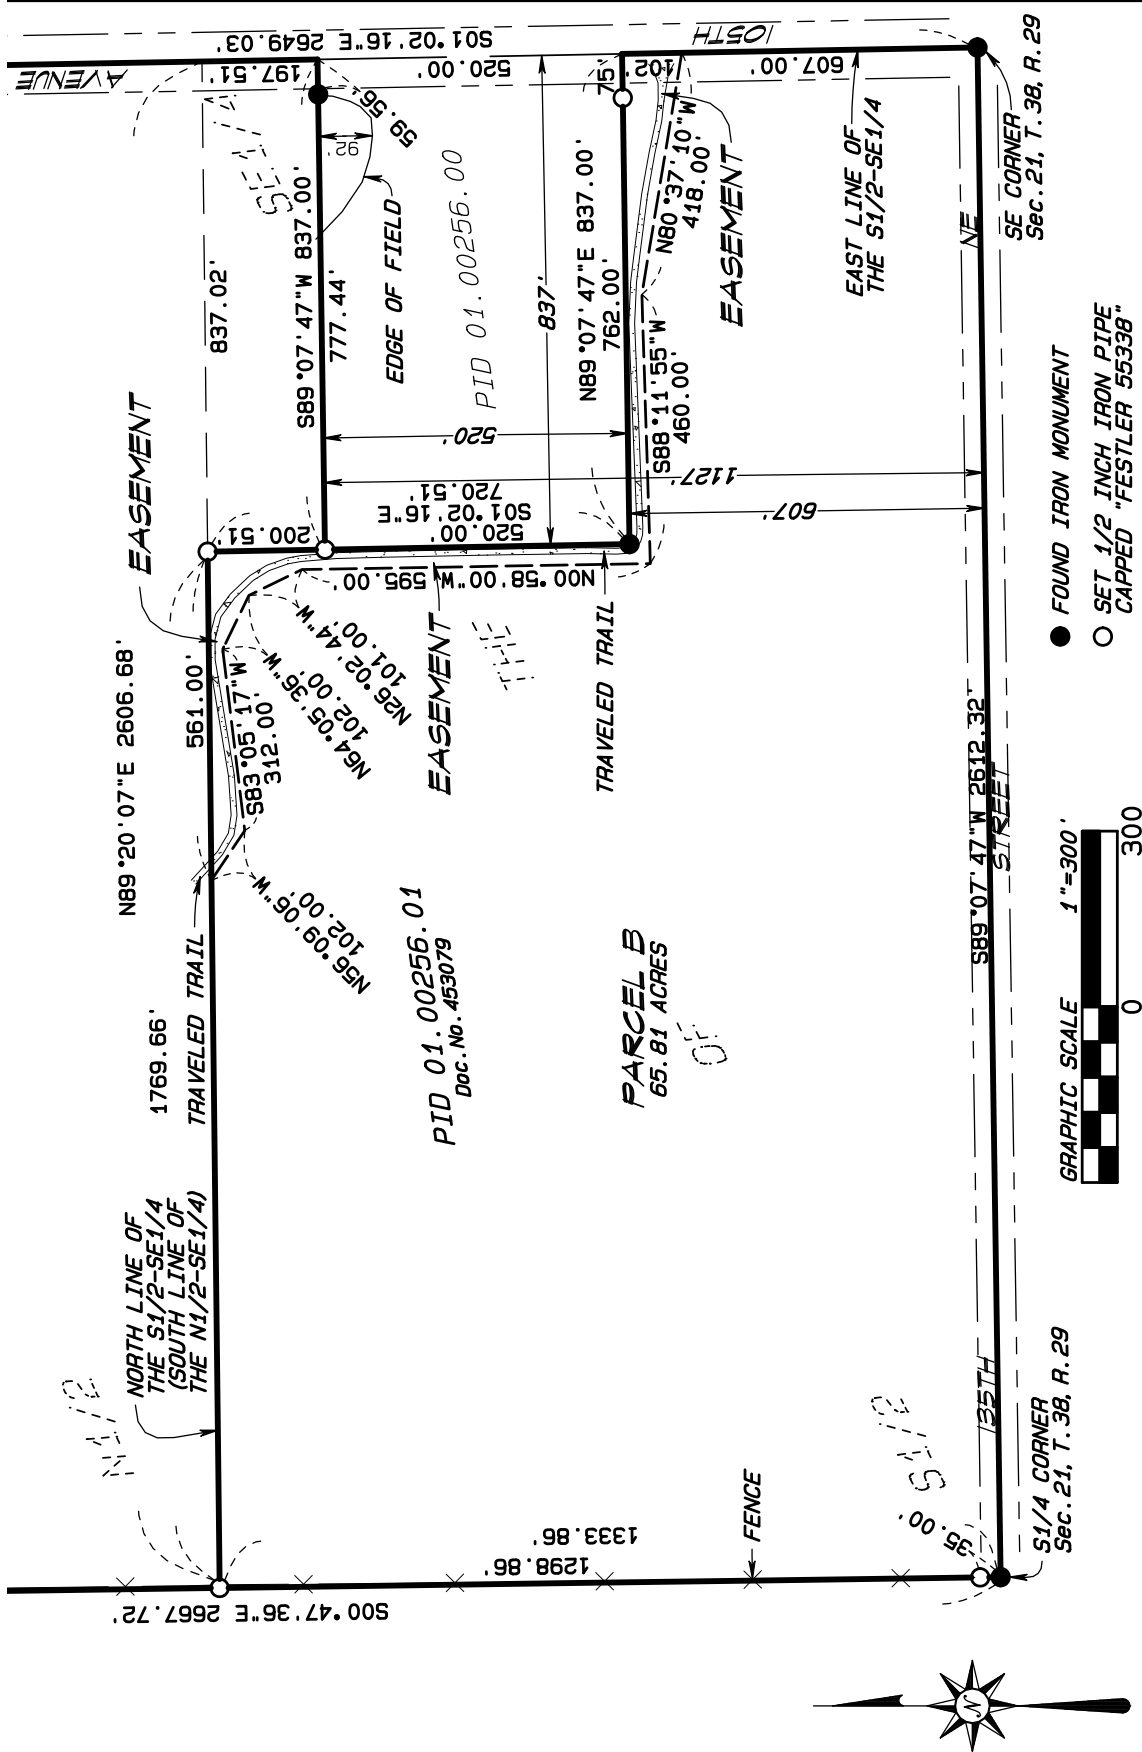 N89°20'07"E 2606.68'
1769.66'
837.02'
561.00'
TRAVELED TRAIL
NORTH LINE OF
THE S1/2-SE1/4
(SOUTH LINE OF
THE N1/2-SE1/4)
N1/2
EASEMENT
SE1/4
AVENUE
105TH
S01°02'16"E 2649.03'
197.51'
520.00'
102'
607.00'
75'
59.56'
92'
S89°07'47"W 837.00'
777.44'
EDGE OF FIELD
PID 01.00256.00
837'
N89°07'47"E 837.00'
762.00'
520'
1127'
607'
200.51'
720.51'
S01°02'16"E
520.00'
N00°58'00"W 595.00'
S88°11'55"W
460.00'
N80°37'10"W
418.00'
EASEMENT
EAST LINE OF
THE S1/2-SE1/4
S83°05'17"W
312.00'
N64°05'36"W
102.00'
N26°02'44"W
101.00'
N56°09'06"W
102.00'
EASEMENT
THE
TRAVELED TRAIL
PID 01.00256.01
Doc.No.453079
PARCEL B
65.81 ACRES
OF
S1/2
S00°47'36"E 2667.72'
1333.86'
1298.86'
35.00'
FENCE
135TH
STREET
NE
S89°07'47"W 2612.32'
S1/4 CORNER
Sec.21, T.38, R.29
SE CORNER
Sec.21, T.38, R.29
GRAPHIC SCALE 1"=300'
0 300
FOUND IRON MONUMENT
SET 1/2 INCH IRON PIPE
CAPPED "FESTLER 55338"
N